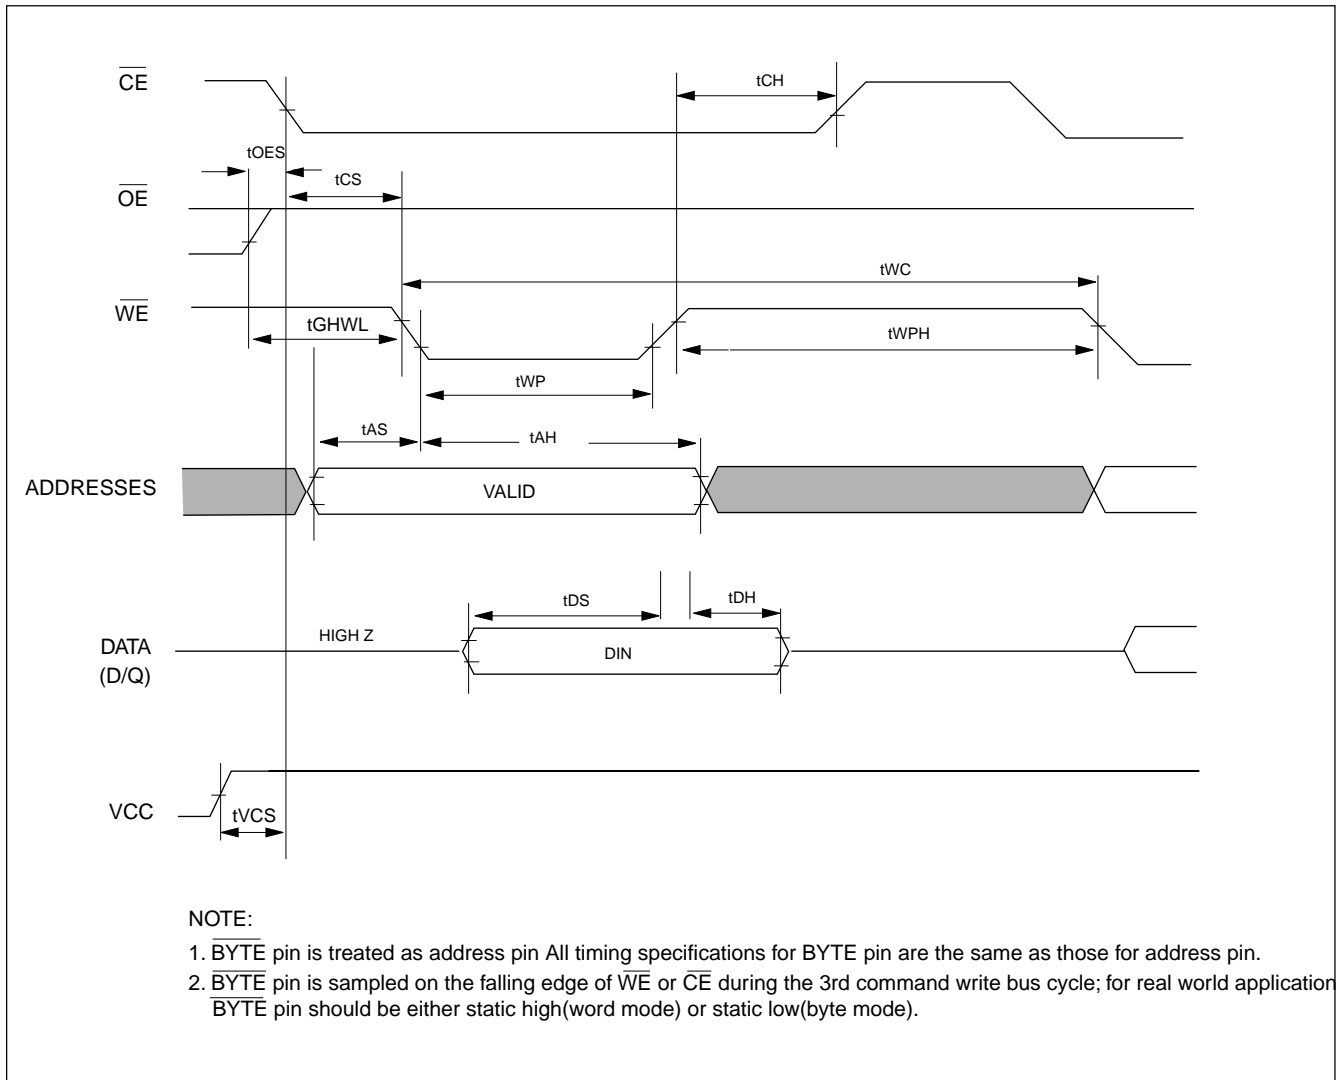 CE
tCH
tOES
tCS
OE
tWC
WE
tGHWL
tWPH
tWP
tAS
tAH
ADDRESSES
VALID
tDS
tDH
HIGH Z
DATA
(D/Q)
DIN
VCC
tVCS
NOTE:
1. BYTE pin is treated as address pin All timing specifications for BYTE pin are the same as those for address pin.
2. BYTE pin is sampled on the falling edge of WE or CE during the 3rd command write bus cycle; for real world application
BYTE pin should be either static high(word mode) or static low(byte mode).